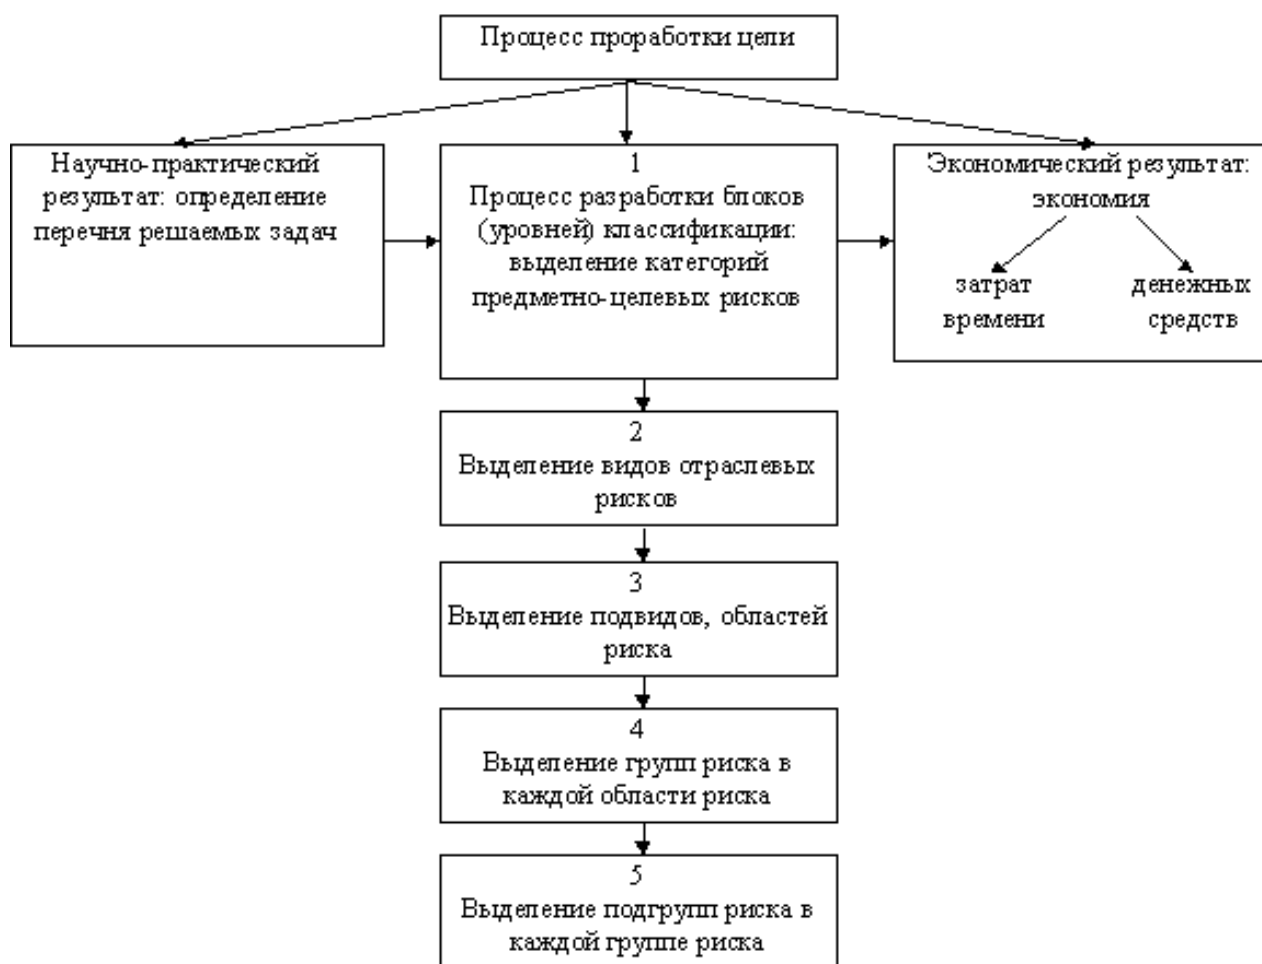 Процесс проработки цели
Научно-практический
результат: определение
перечня решаемых задач
1
Процесс разработки блоков
(уровней) классификации:
выделение категорий
предметно-целевых рисков
Экономический результат:
экономия
затрат
времени
денежных
средств
2
Выделение видов отраслевых
рисков
3
Выделение подвидов, областей
риска
4
Выделение групп риска в
каждой области риска
5
Выделение подгрупп риска в
каждой группе риска